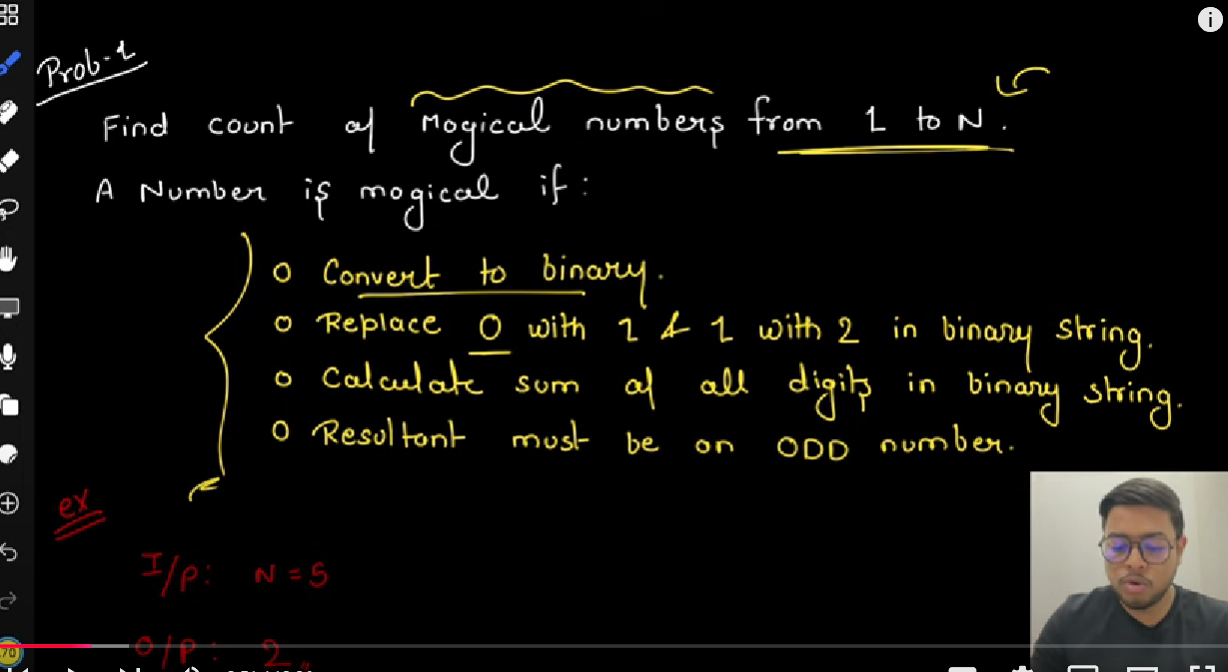 Prob-1
Find count of Magical numbers from 1 to N.
A Number is magical if:
o Convert to binary.
o Replace 0 with 1 & 1 with 2 in binary string.
o Calculate sum of all digits in binary string.
o Resultant must be an ODD number.
ex
I/p: N = 5
O/p: 2